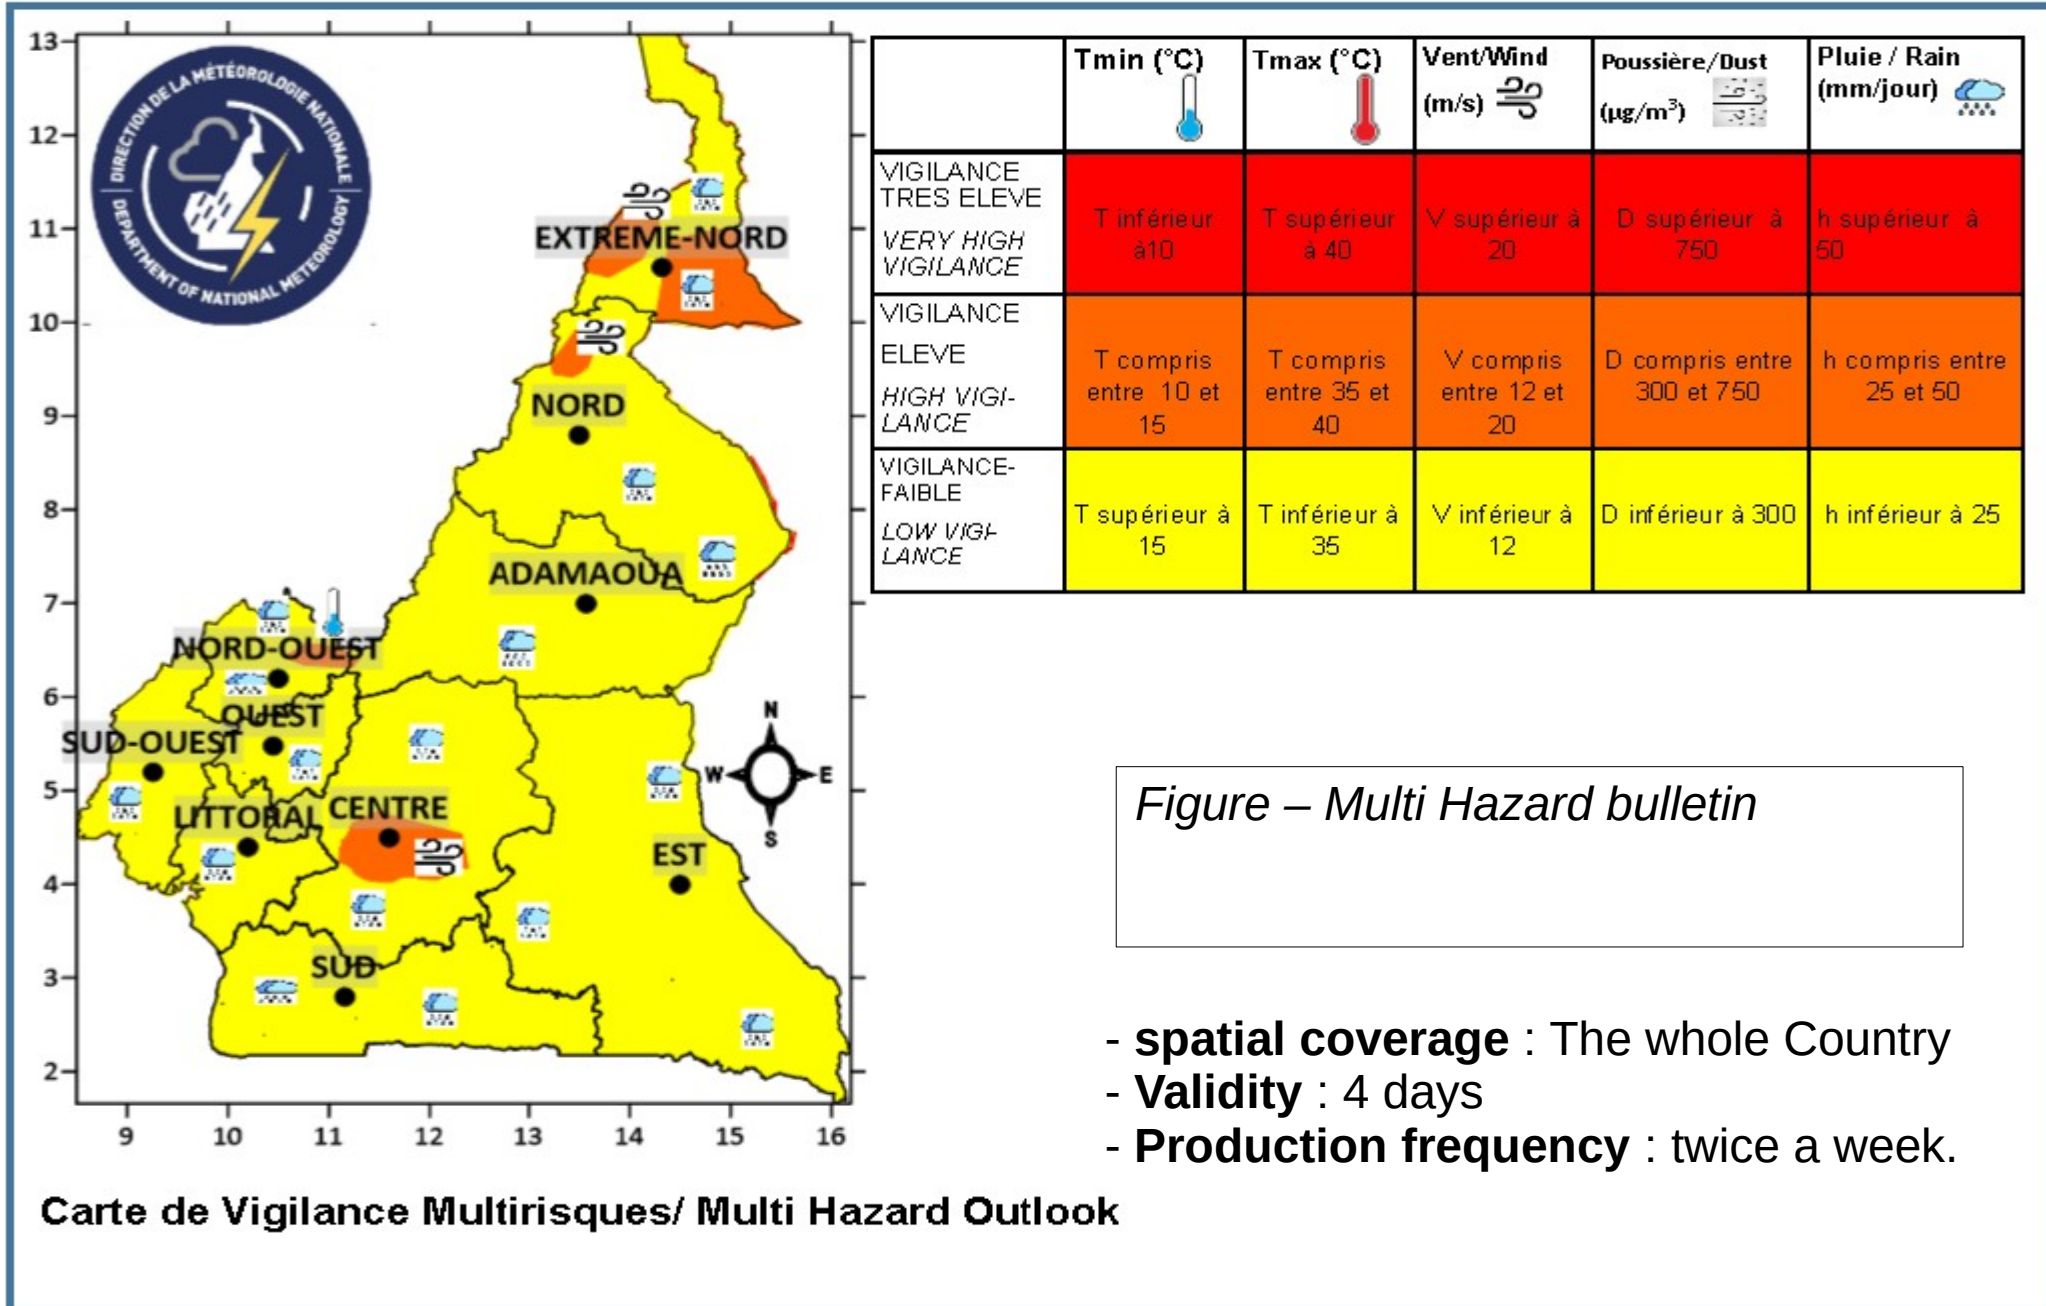 DIRECTION DE LA MÉTÉOROLOGIE NATIONALE
DEPARTMENT OF NATIONAL METEOROLOGY
13
12
11
10
9
8
7
6
5
4
3
2
EXTREME-NORD
NORD
ADAMAOUA
NORD-OUEST
OUEST
SUD-OUEST
LITTORAL
CENTRE
EST
SUD
N
W
E
S
9
10
11
12
13
14
15
16
Carte de Vigilance Multirisques/ Multi Hazard Outlook
Tmin (°C)
Tmax (°C)
Vent/Wind
(m/s)
Poussière/Dust
(µg/m³)
Pluie / Rain
(mm/jour)
VIGILANCE
TRES ELEVE
VERY HIGH
VIGILANCE
T inférieur
à10
T supérieur
à 40
V supérieur à
20
D supérieur à
750
h supérieur à
50
VIGILANCE
ELEVE
HIGH VIGI-
LANCE
T compris
entre 10 et
15
T compris
entre 35 et
40
V compris
entre 12 et
20
D compris entre
300 et 750
h compris entre
25 et 50
VIGILANCE-
FAIBLE
LOW VIGI-
LANCE
T supérieur à
15
T inférieur à
35
V inférieur à
12
D inférieur à 300
h inférieur à 25
Figure – Multi Hazard bulletin
- spatial coverage : The whole Country
- Validity : 4 days
- Production frequency : twice a week.